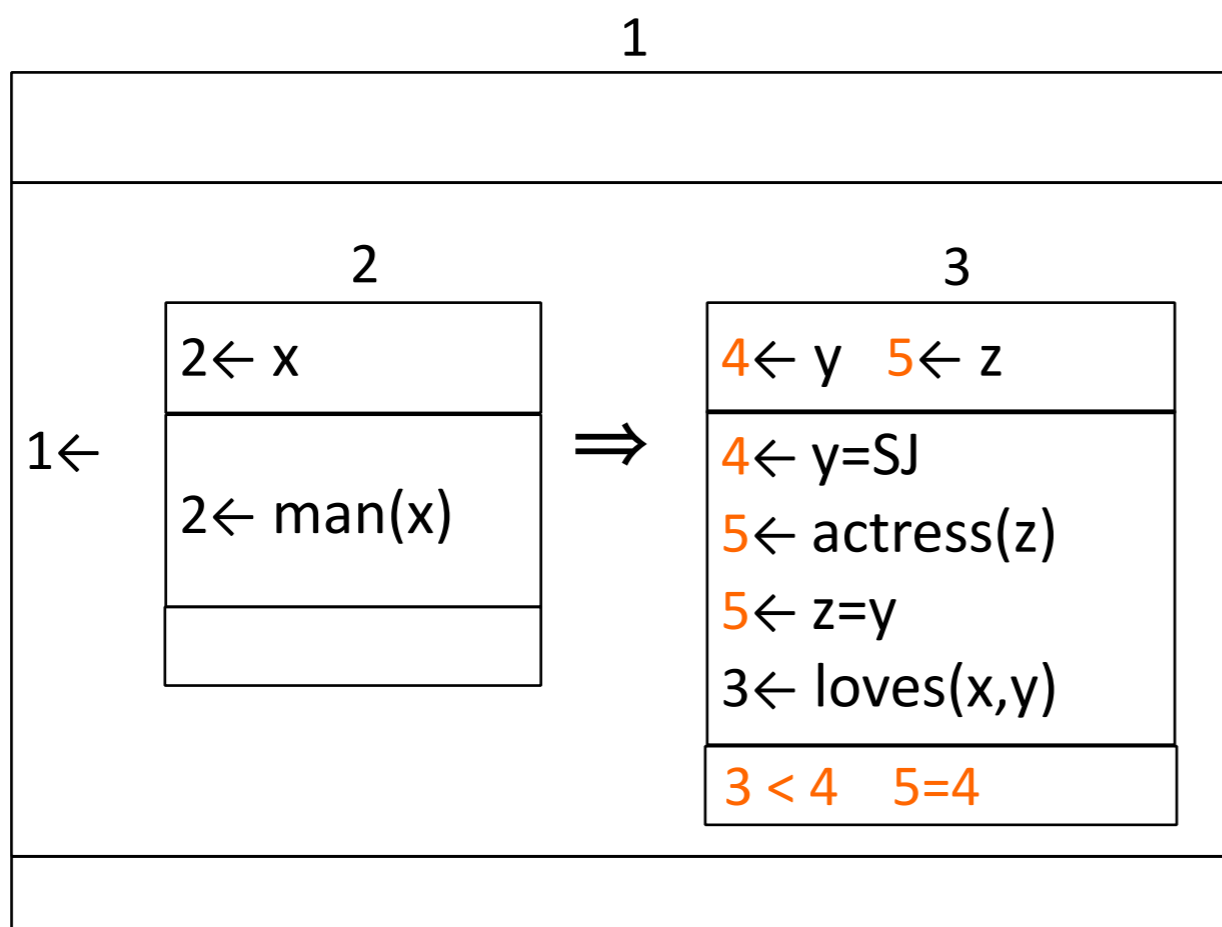 1
2 3
2← x
4← y 5← z
1← ⇒
2← man(x)
4← y=SJ
5← actress(z)
5← z=y
3← loves(x,y)
3 < 4 5=4